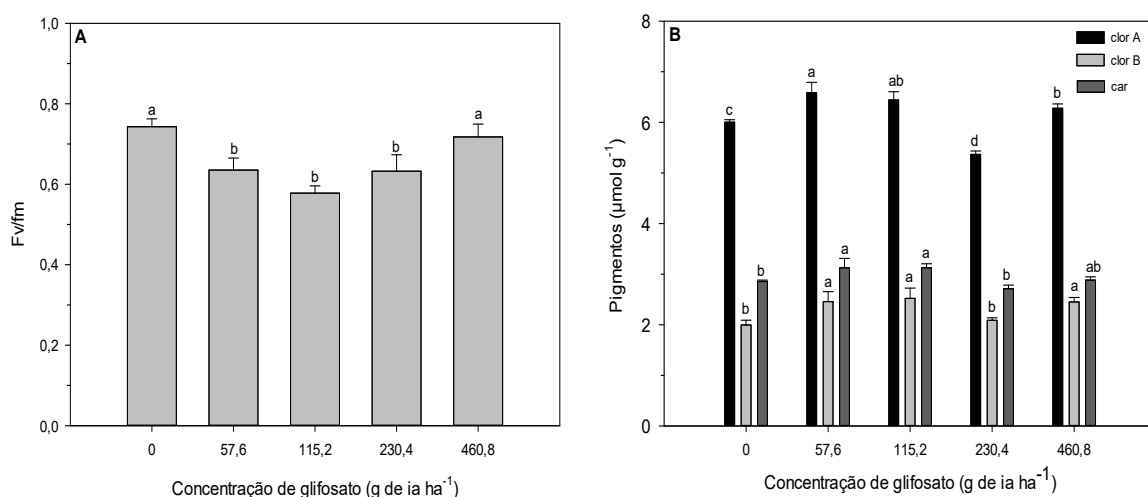 A
1,0
0,8
0,6
0,4
0,2
0,0
Fv/fm
a
b
b
b
a
0
57,6
115,2
230,4
460,8
Concentração de glifosato (g de ia ha⁻¹)
B
8
6
4
2
0
Pigmentos (µmol g⁻¹)
clor A
clor B
car
c
b
b
a
a
a
ab
a
a
d
b
b
b
a
ab
0
57,6
115,2
230,4
460,8
Concentração de glifosato (g de ia ha⁻¹)